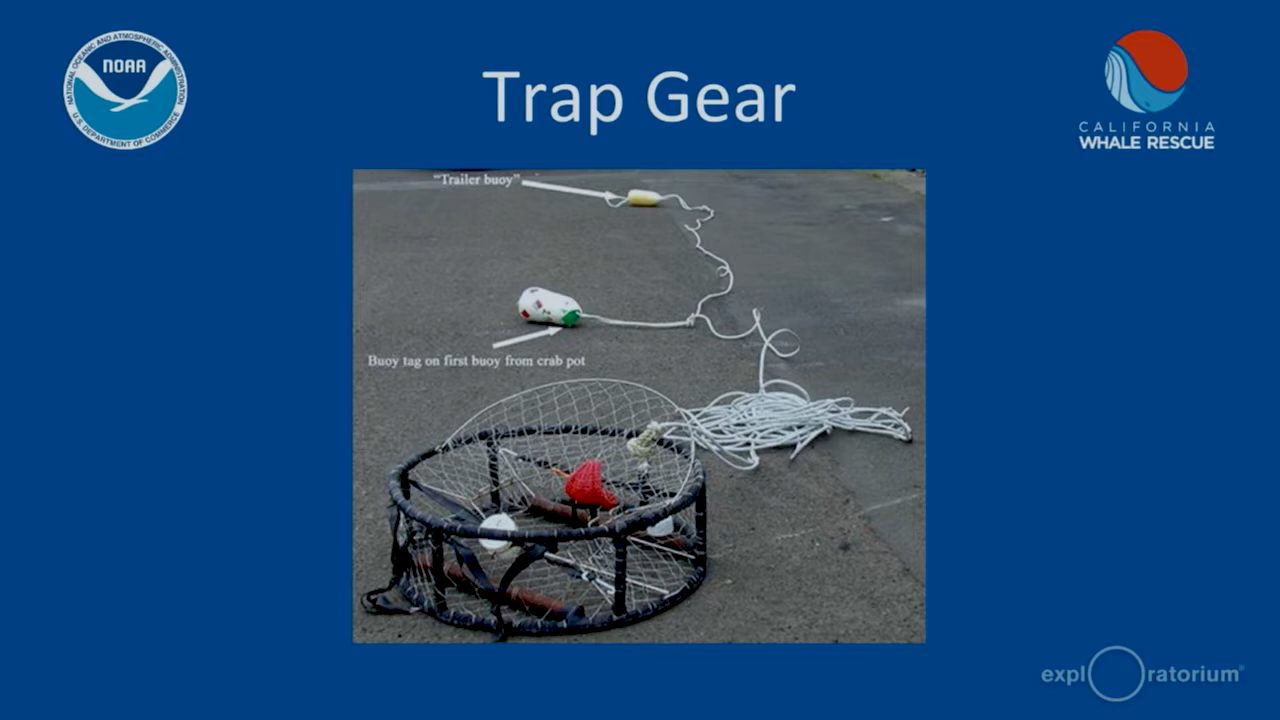 NATIONAL OCEANIC AND ATMOSPHERIC ADMINISTRATION
NOAA
U.S. DEPARTMENT OF COMMERCE
Trap Gear
CALIFORNIA
WHALE RESCUE
"Trailer buoy"
Buoy tag on first buoy from crab pot
expl ratorium®